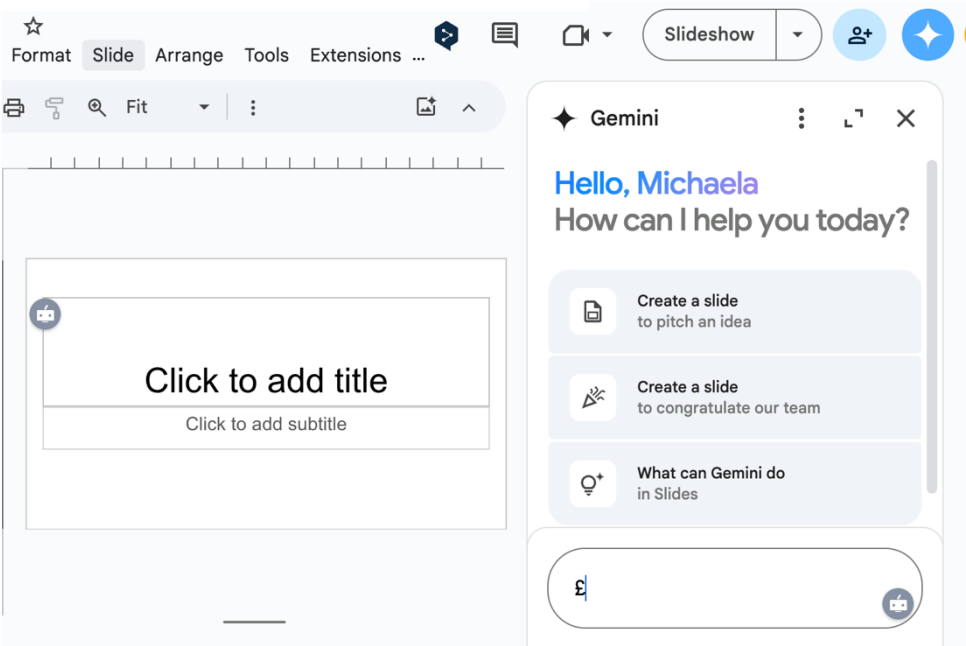 Format Slide Arrange Tools Extensions ...
Slideshow
Fit
Click to add title
Click to add subtitle
Gemini
Hello, Michaela
How can I help you today?
Create a slide
to pitch an idea
Create a slide
to congratulate our team
What can Gemini do
in Slides
£